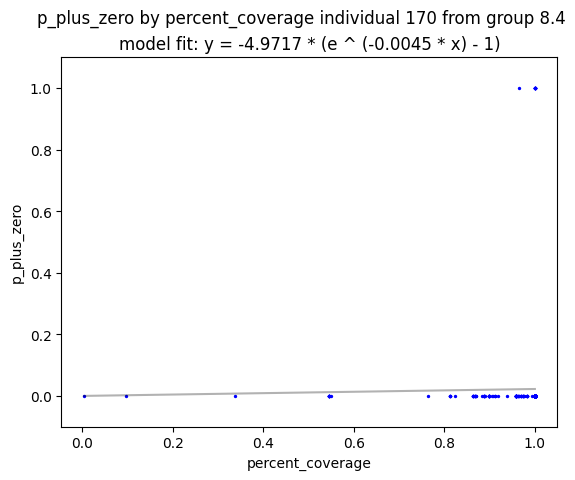 p_plus_zero by percent_coverage individual 170 from group 8.4
model fit: y = -4.9717 * (e ^ (-0.0045 * x) - 1)
1.0
0.8
0.6
0.4
0.2
0.0
p_plus_zero
0.0 0.2 0.4 0.6 0.8 1.0
percent_coverage